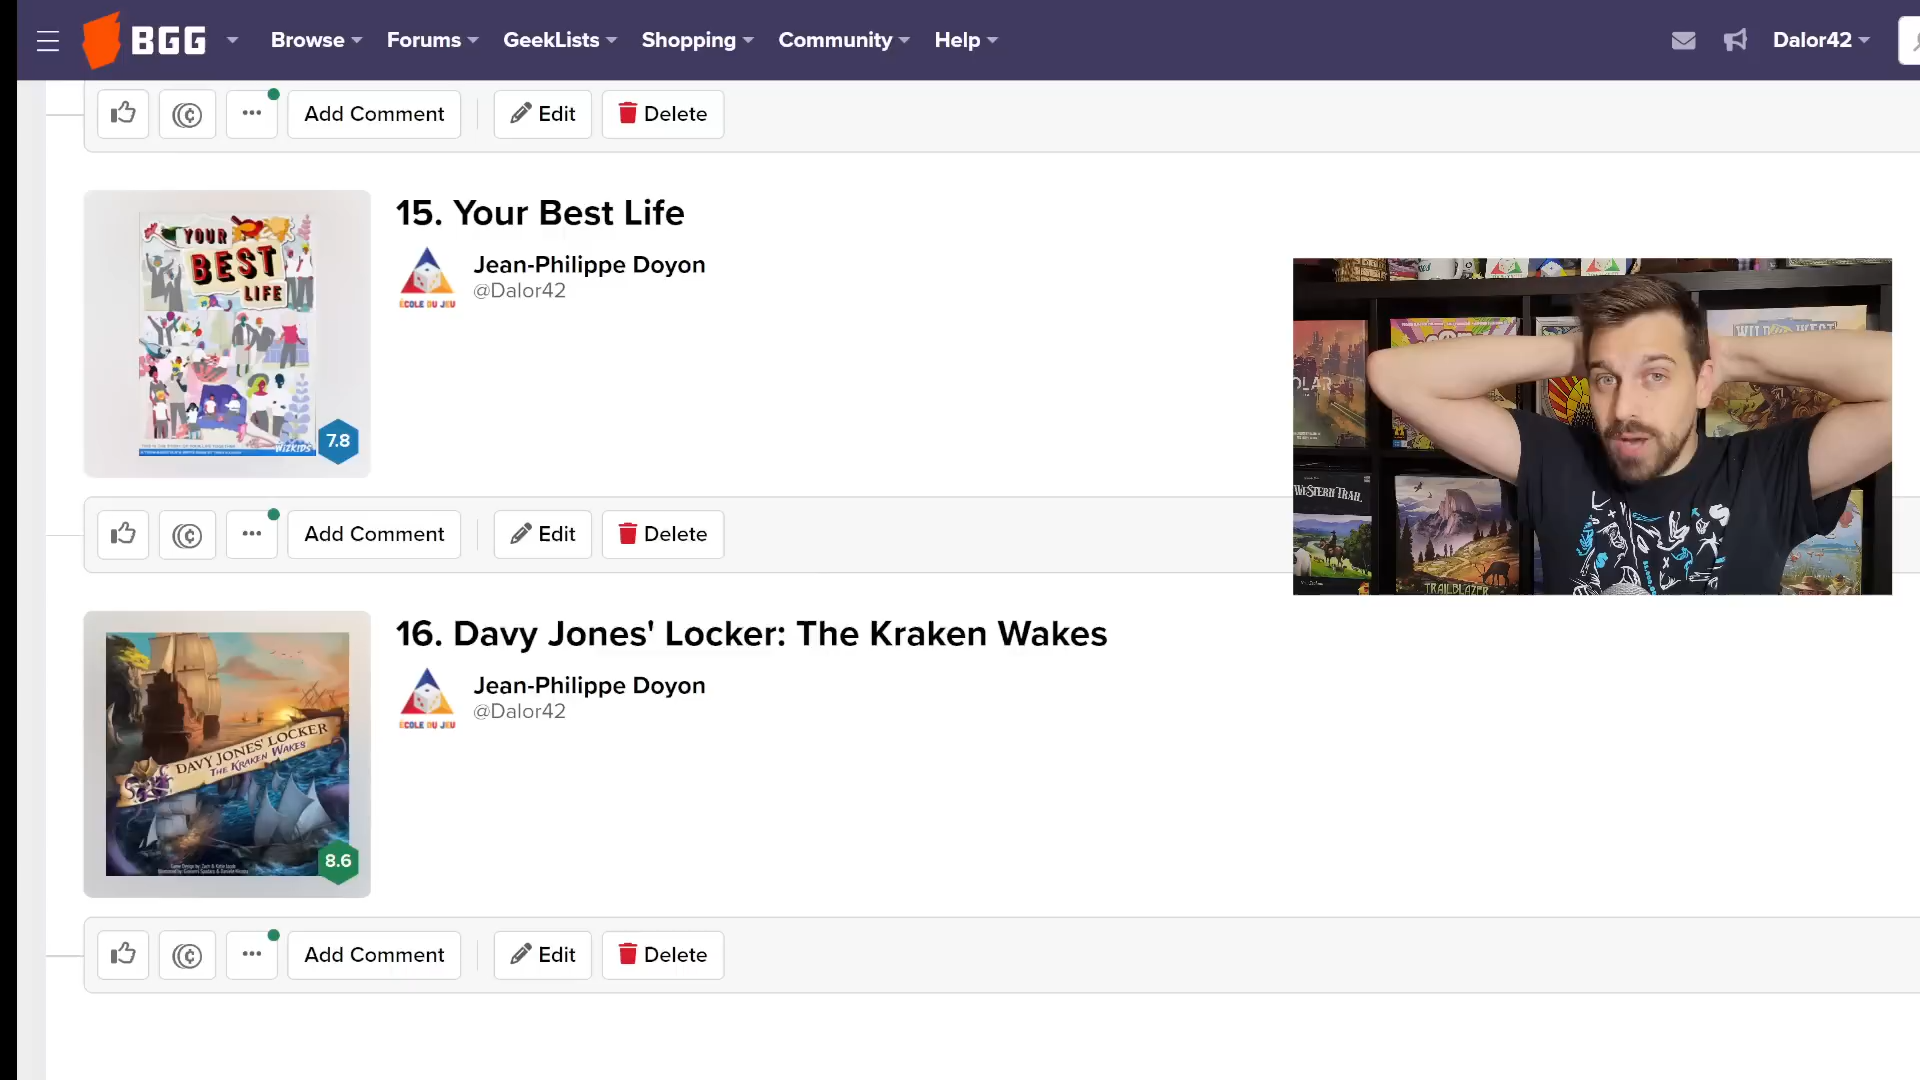 BGG
Browse
Forums
GeekLists
Shopping
Community
Help
Dalor42
Add Comment
Edit
Delete
15. Your Best Life
Jean-Philippe Doyon
@Dalor42
ÉCOLE DU JEU
YOUR
BEST
LIFE
WIZKIDS
7.8
WESTERN TRAIL
TRAILBLAZER
WILD WEST
Add Comment
Edit
Delete
16. Davy Jones' Locker: The Kraken Wakes
Jean-Philippe Doyon
@Dalor42
ÉCOLE DU JEU
DAVY JONES' LOCKER
THE KRAKEN WAKES
8.6
Add Comment
Edit
Delete